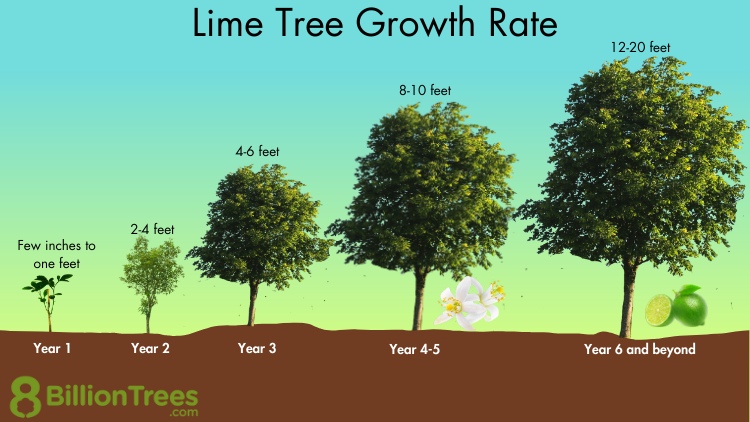 Lime Tree Growth Rate
12-20 feet
8-10 feet
4-6 feet
2-4 feet
Few inches to
one feet
Year 1
Year 2
Year 3
Year 4-5
Year 6 and beyond
8 BillionTrees
.com